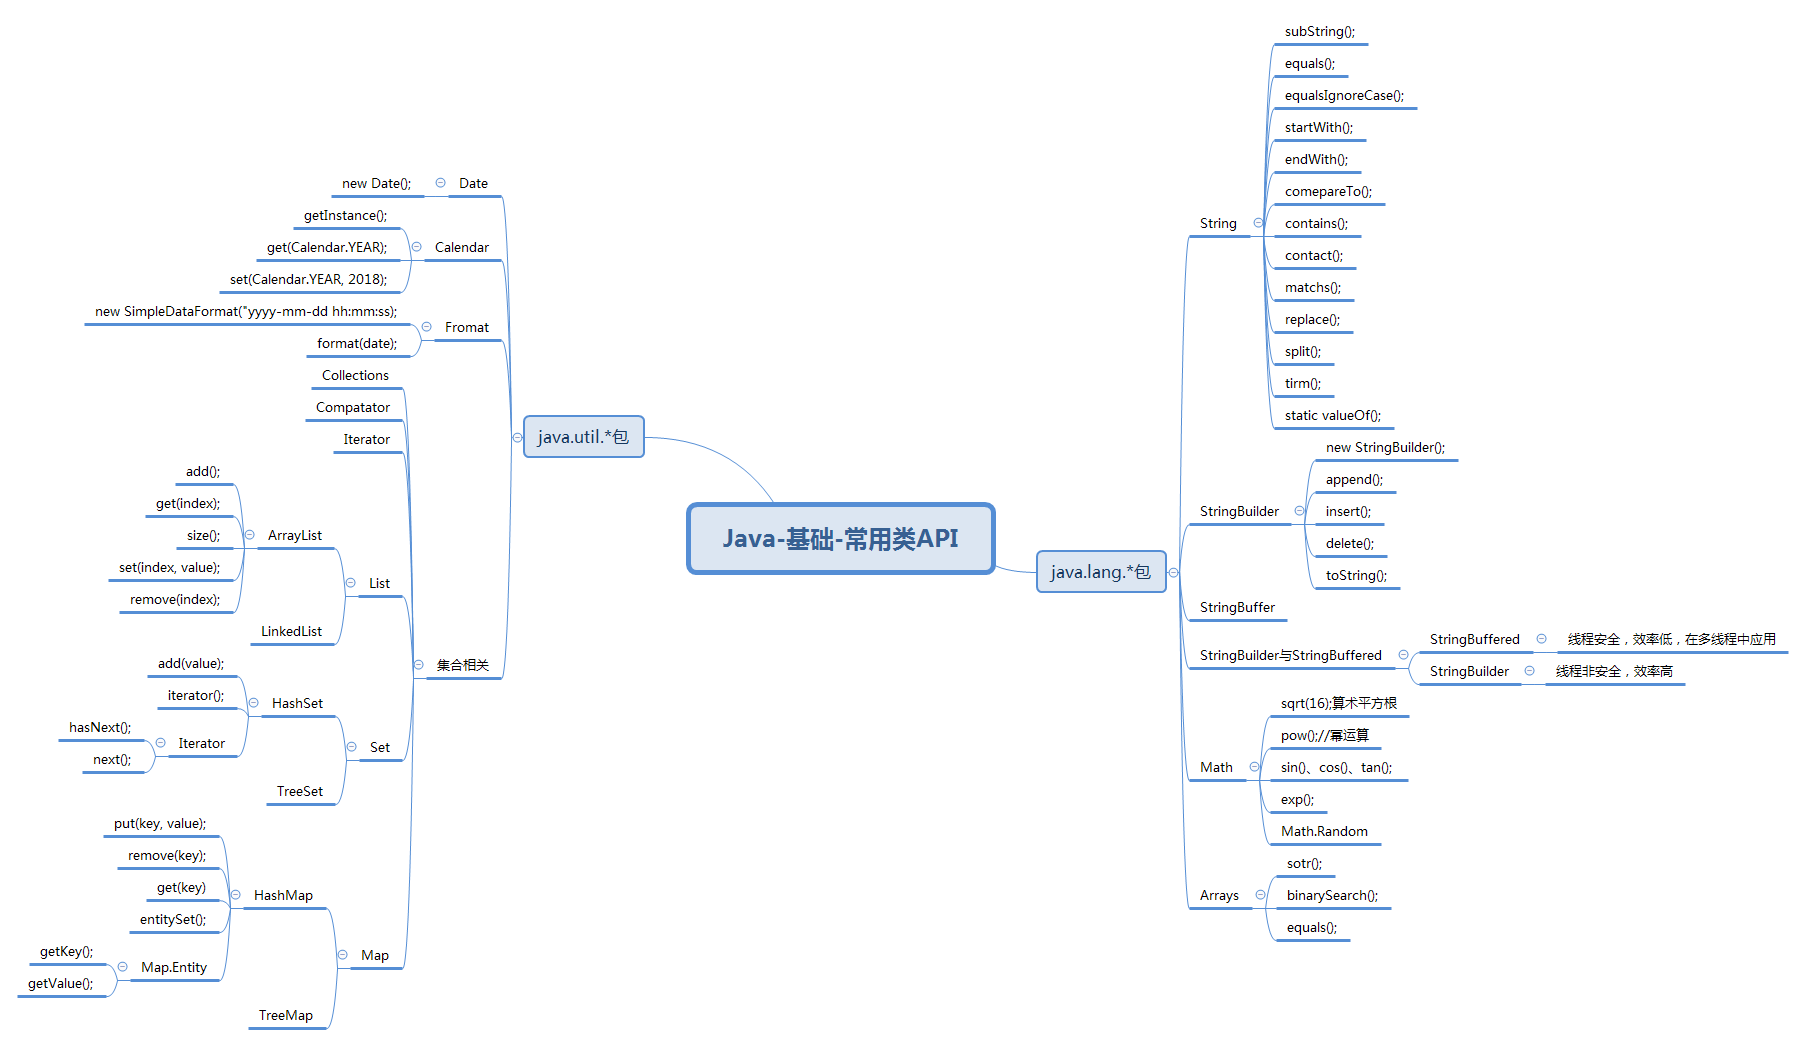 Java-基础-常用类API
java.util.*包
Date
new Date();
Calendar
getInstance();
get(Calendar.YEAR);
set(Calendar.YEAR, 2018);
Fromat
new SimpleDataFormat("yyyy-mm-dd hh:mm:ss);
format(date);
集合相关
Collections
Compatator
Iterator
List
ArrayList
add();
get(index);
size();
set(index, value);
remove(index);
LinkedList
Set
HashSet
add(value);
iterator();
Iterator
hasNext();
next();
TreeSet
Map
HashMap
put(key, value);
remove(key);
get(key)
entitySet();
Map.Entity
getKey();
getValue();
TreeMap
java.lang.*包
String
subString();
equals();
equalsIgnoreCase();
startWith();
endWith();
comepareTo();
contains();
contact();
matchs();
replace();
split();
tirm();
static valueOf();
StringBuilder
new StringBuilder();
append();
insert();
delete();
toString();
StringBuffer
StringBuilder与StringBuffered
StringBuffered
线程安全，效率低，在多线程中应用
StringBuilder
线程非安全，效率高
Math
sqrt(16);算术平方根
pow();//幂运算
sin()、cos()、tan();
exp();
Math.Random
Arrays
sotr();
binarySearch();
equals();